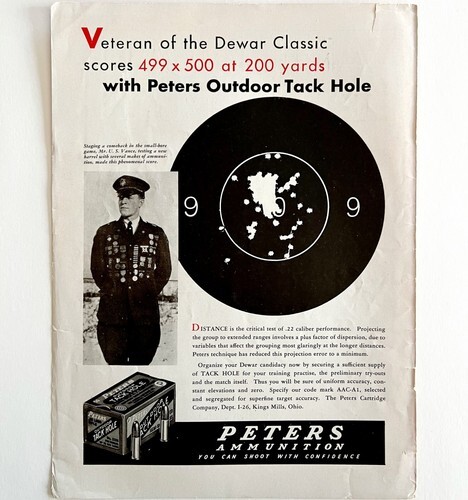 Veteran of the Dewar Classic
scores 499 x 500 at 200 yards
with Peters Outdoor Tack Hole
Staging a comeback in the small-bore
game, Mr. U. S. Vance, testing a new
barrel with several makes of ammuni-
tion, made this phenomenal score.
9 9 9
DISTANCE is the critical test of .22 caliber performance. Projecting
the group to extended ranges involves a plus factor of dispersion, due to
variables that affect the grouping most glaringly at the longer distances.
Peters technique has reduced this projection error to a minimum.
Organize your Dewar candidacy now by securing a sufficient supply
of TACK HOLE for your training practise, the preliminary try-outs
and the match itself. Thus you will be sure of uniform accuracy, con-
stant elevations and zero. Specify our code mark AAC-A1, selected
and segregated for superfine target accuracy. The Peters Cartridge
Company, Dept. I-26, Kings Mills, Ohio.
PETERS
TACK HOLE
PETERS
AMMUNITION
YOU CAN SHOOT WITH CONFIDENCE